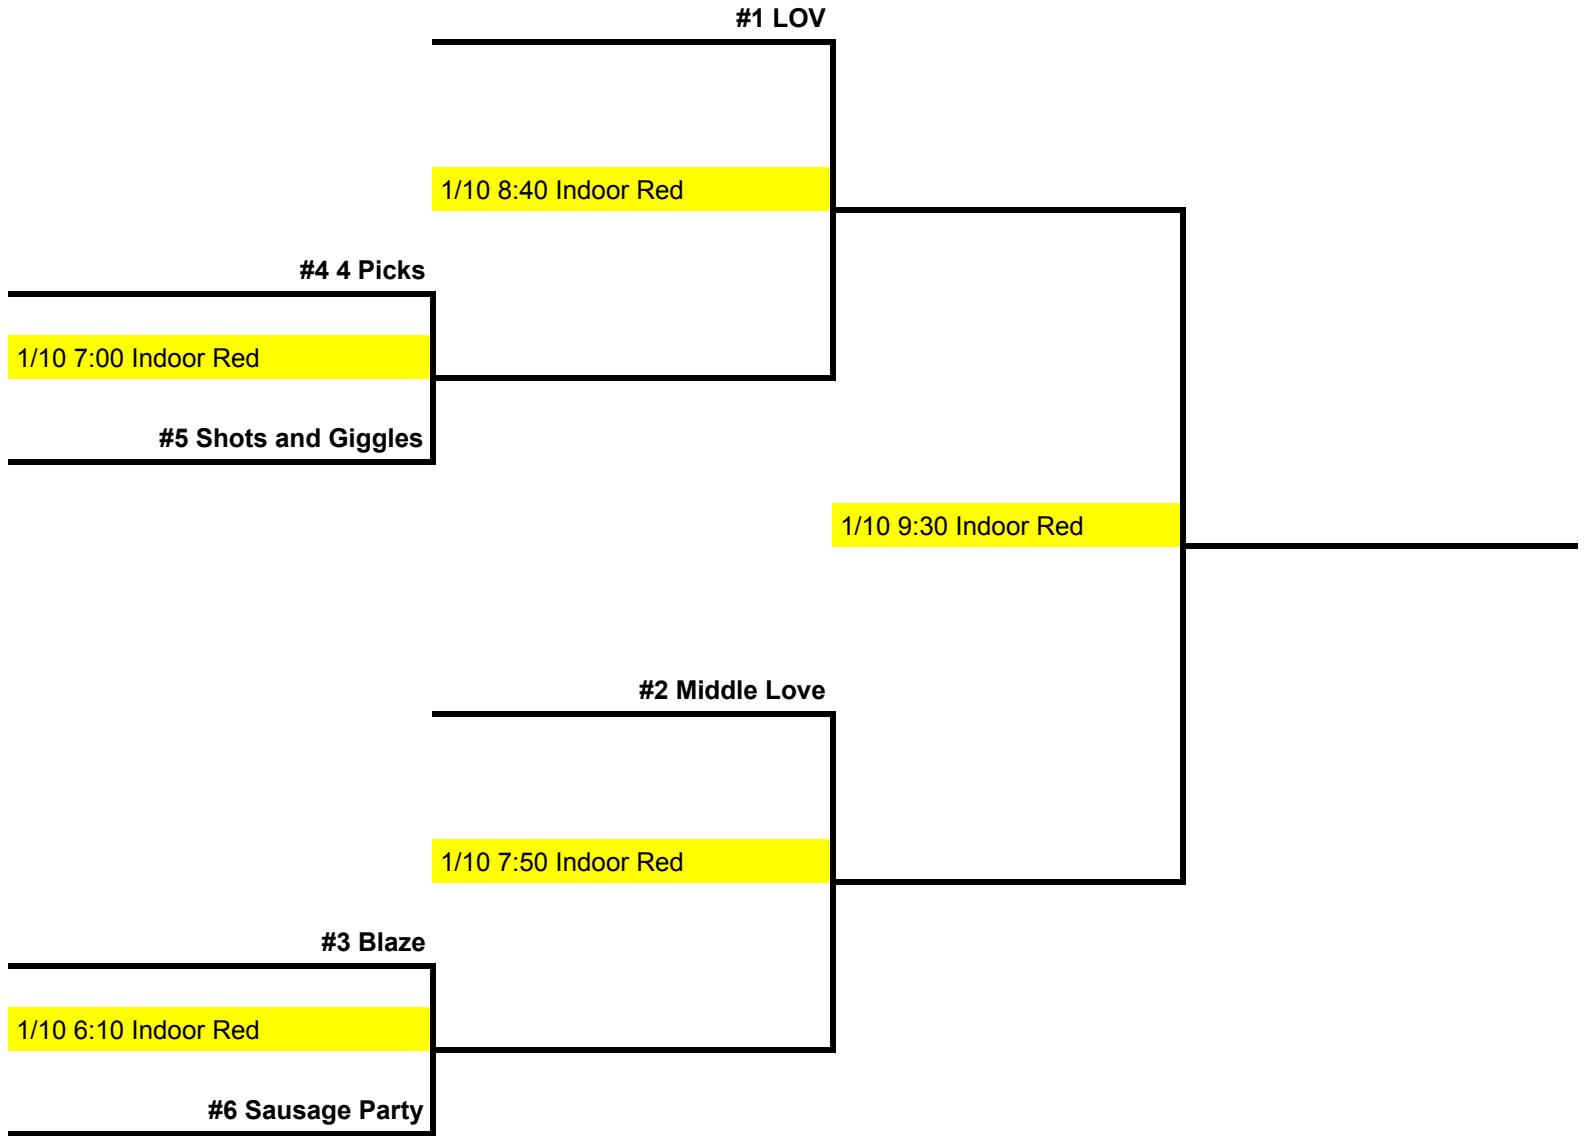 #1 LOV
1/10 8:40 Indoor Red
#4 4 Picks
1/10 7:00 Indoor Red
#5 Shots and Giggles
1/10 9:30 Indoor Red
#2 Middle Love
1/10 7:50 Indoor Red
#3 Blaze
1/10 6:10 Indoor Red
#6 Sausage Party